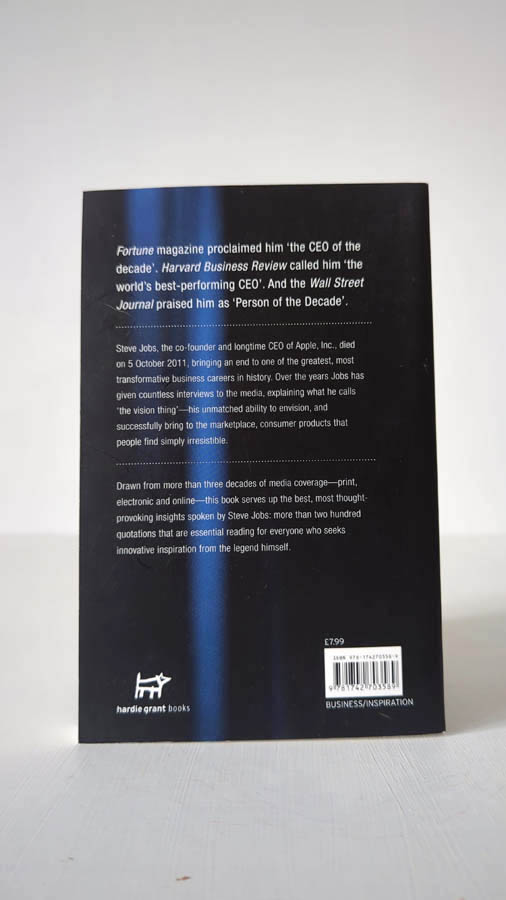 Fortune magazine proclaimed him 'the CEO of the
decade'. Harvard Business Review called him 'the
world's best-performing CEO'. And the Wall Street
Journal praised him as 'Person of the Decade'.
Steve Jobs, the co-founder and longtime CEO of Apple, Inc., died
on 5 October 2011, bringing an end to one of the greatest, most
transformative business careers in history. Over the years Jobs has
given countless interviews to the media, explaining what he calls
'the vision thing'—his unmatched ability to envision, and
successfully bring to the marketplace, consumer products that
people find simply irresistible.
Drawn from more than three decades of media coverage—print,
electronic and online—this book serves up the best, most thought-
provoking insights spoken by Steve Jobs: more than two hundred
quotations that are essential reading for everyone who seeks
innovative inspiration from the legend himself.
£7.99
ISBN 978-174270358-9
9 781742 703589
hardie grant books
BUSINESS/INSPIRATION